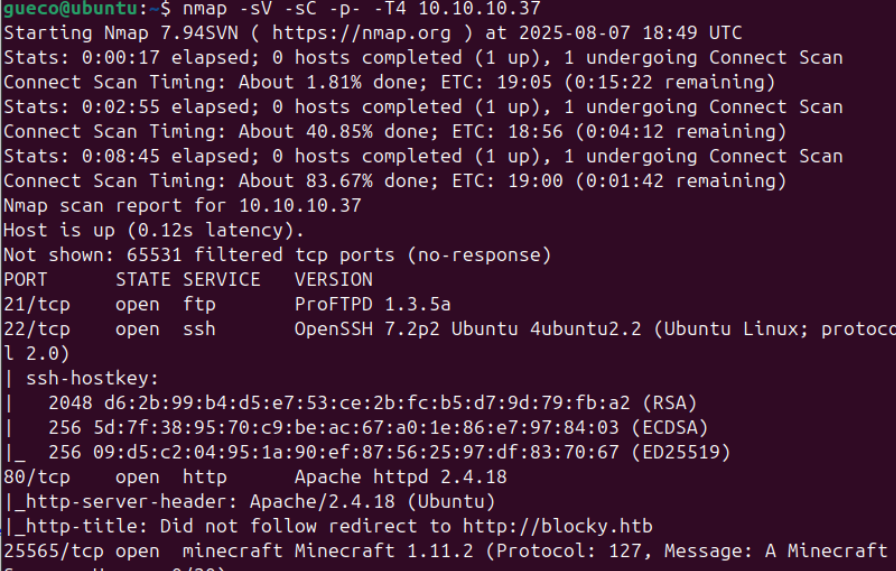 gueco@ubuntu:~$ nmap -sV -sC -p- -T4 10.10.10.37
Starting Nmap 7.94SVN ( https://nmap.org ) at 2025-08-07 18:49 UTC
Stats: 0:00:17 elapsed; 0 hosts completed (1 up), 1 undergoing Connect Scan
Connect Scan Timing: About 1.81% done; ETC: 19:05 (0:15:22 remaining)
Stats: 0:02:55 elapsed; 0 hosts completed (1 up), 1 undergoing Connect Scan
Connect Scan Timing: About 40.85% done; ETC: 18:56 (0:04:12 remaining)
Stats: 0:08:45 elapsed; 0 hosts completed (1 up), 1 undergoing Connect Scan
Connect Scan Timing: About 83.67% done; ETC: 19:00 (0:01:42 remaining)
Nmap scan report for 10.10.10.37
Host is up (0.12s latency).
Not shown: 65531 filtered tcp ports (no-response)
PORT      STATE SERVICE   VERSION
21/tcp    open  ftp       ProFTPD 1.3.5a
22/tcp    open  ssh       OpenSSH 7.2p2 Ubuntu 4ubuntu2.2 (Ubuntu Linux; protoco
l 2.0)
| ssh-hostkey:
|   2048 d6:2b:99:b4:d5:e7:53:ce:2b:fc:b5:d7:9d:79:fb:a2 (RSA)
|   256 5d:7f:38:95:70:c9:be:ac:67:a0:1e:86:e7:97:84:03 (ECDSA)
|_  256 09:d5:c2:04:95:1a:90:ef:87:56:25:97:df:83:70:67 (ED25519)
80/tcp    open  http      Apache httpd 2.4.18
|_http-server-header: Apache/2.4.18 (Ubuntu)
|_http-title: Did not follow redirect to http://blocky.htb
25565/tcp open  minecraft Minecraft 1.11.2 (Protocol: 127, Message: A Minecraft